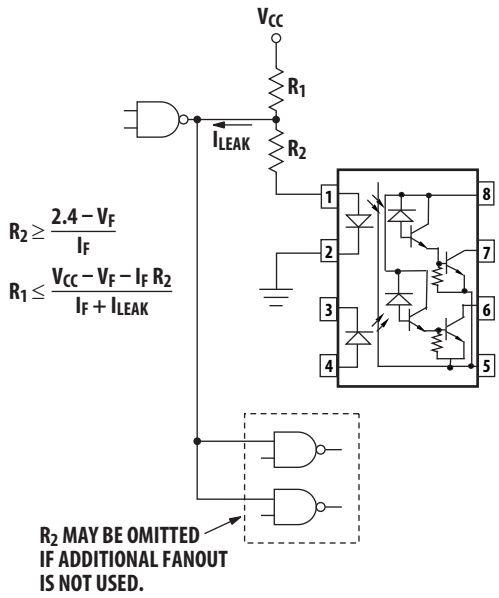 VCC
R1
ILEAK
R2
1
2
3
4
8
7
6
5
R2 ≥ (2.4 – VF) / IF
R1 ≤ (VCC – VF – IF R2) / (IF + ILEAK)
R2 MAY BE OMITTED
IF ADDITIONAL FANOUT
IS NOT USED.